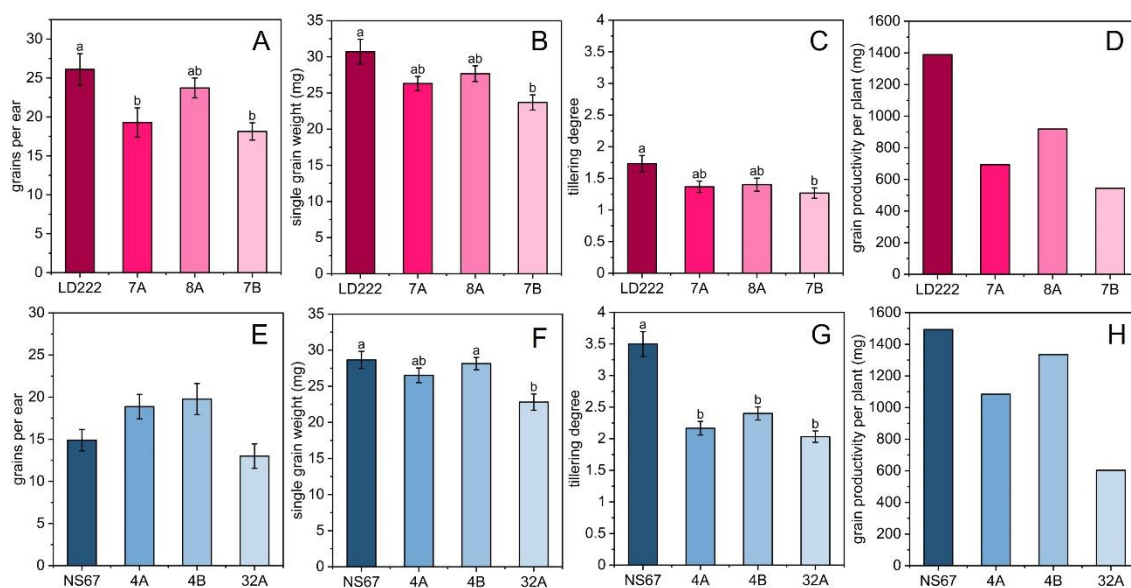 A
grains per ear
30
25
20
15
10
5
0
a
b
ab
b
LD222 7A 8A 7B
B
single grain weight (mg)
35
30
25
20
15
10
5
0
a
ab
ab
b
LD222 7A 8A 7B
C
tillering degree
4
3.5
3
2.5
2
1.5
1
0.5
0
a
ab
ab
b
LD222 7A 8A 7B
D
grain productivity per plant (mg)
1600
1400
1200
1000
800
600
400
200
0
LD222 7A 8A 7B
E
grains per ear
30
25
20
15
10
5
0
NS67 4A 4B 32A
F
single grain weight (mg)
35
30
25
20
15
10
5
0
a
ab
a
b
NS67 4A 4B 32A
G
tillering degree
4
3.5
3
2.5
2
1.5
1
0.5
0
a
b
b
b
NS67 4A 4B 32A
H
grain productivity per plant (mg)
1600
1400
1200
1000
800
600
400
200
0
NS67 4A 4B 32A